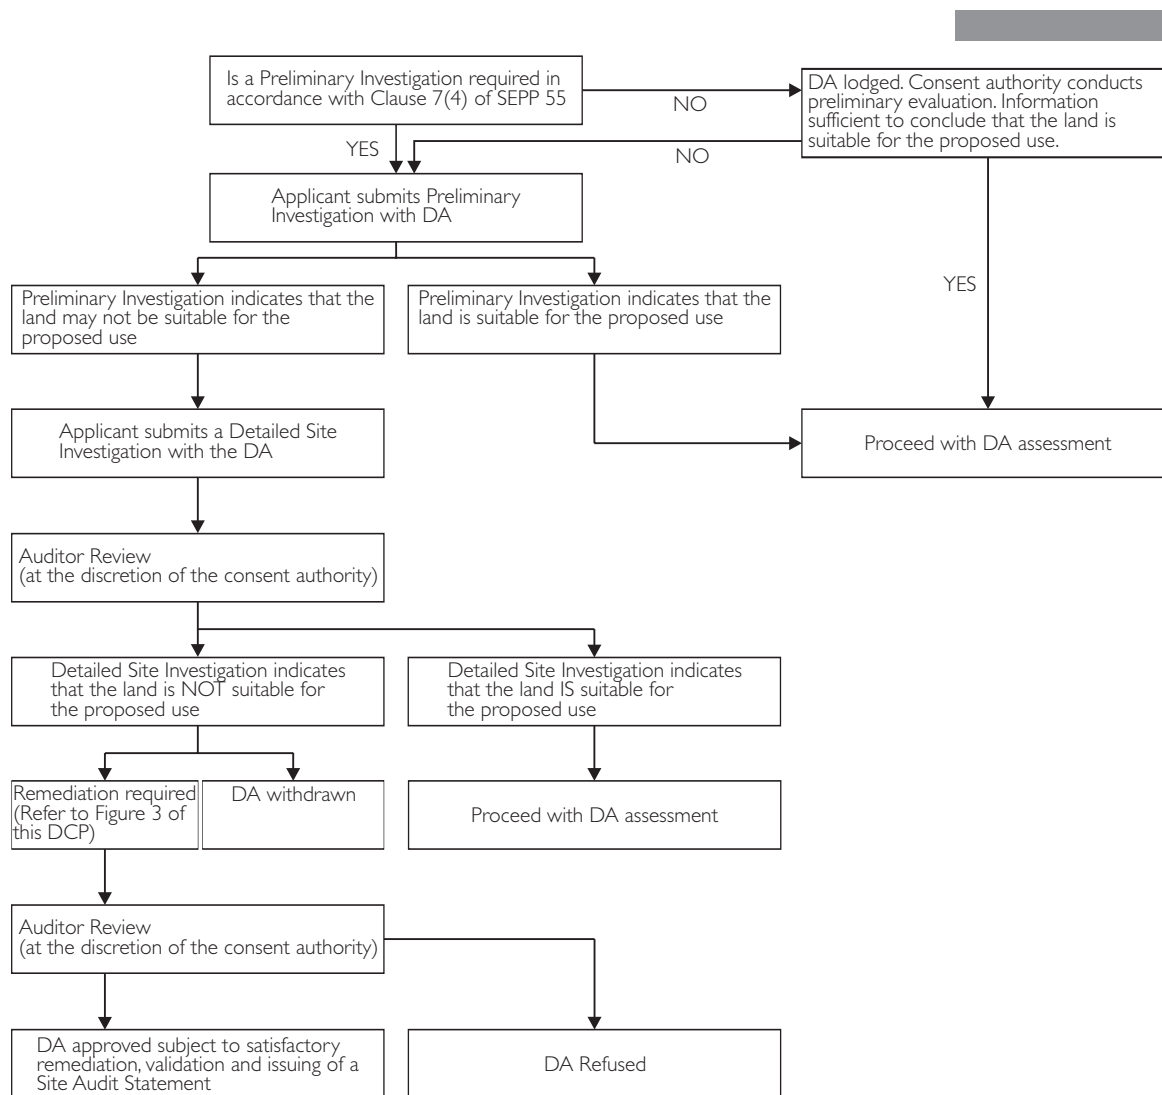 Is a Preliminary Investigation required in
accordance with Clause 7(4) of SEPP 55
NO
DA lodged. Consent authority conducts
preliminary evaluation. Information
sufficient to conclude that the land is
suitable for the proposed use.
YES
NO
Applicant submits Preliminary
Investigation with DA
YES
Preliminary Investigation indicates that the
land may not be suitable for the
proposed use
Preliminary Investigation indicates that the
land is suitable for the proposed use
Applicant submits a Detailed Site
Investigation with the DA
Proceed with DA assessment
Auditor Review
(at the discretion of the consent authority)
Detailed Site Investigation indicates
that the land is NOT suitable for
the proposed use
Detailed Site Investigation indicates
that the land IS suitable for
the proposed use
Remediation required
(Refer to Figure 3 of
this DCP)
DA withdrawn
Proceed with DA assessment
Auditor Review
(at the discretion of the consent authority)
DA approved subject to satisfactory
remediation, validation and issuing of a
Site Audit Statement
DA Refused